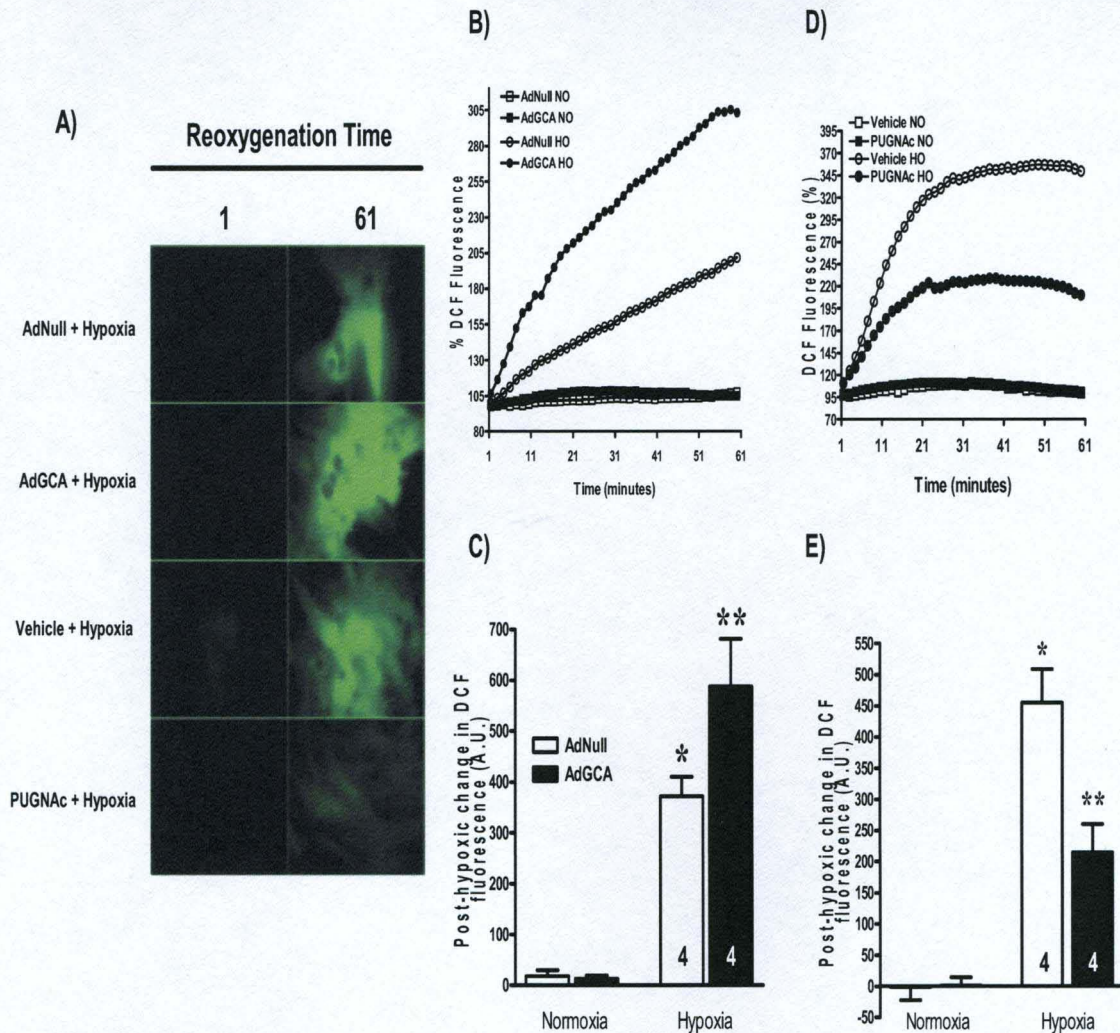 A)
Reoxygenation Time
1
61
AdNull + Hypoxia
AdGCA + Hypoxia
Vehicle + Hypoxia
PUGNAc + Hypoxia
B)
AdNull NO
AdGCA NO
AdNull HO
AdGCA HO
% DCF Fluorescence
305
280
255
230
205
180
155
130
105
80
1 11 21 31 41 51 61
Time (minutes)
C)
Post-hypoxic change in DCF
fluorescence (A.U.)
700
600
500
400
300
200
100
0
AdNull
AdGCA
*
**
4 4
Normoxia Hypoxia
D)
Vehicle NO
PUGNAc NO
Vehicle HO
PUGNAc HO
DCF Fluorescence (%)
395
370
345
320
295
270
245
220
195
170
145
120
95
70
1 11 21 31 41 51 61
Time (minutes)
E)
Post-hypoxic change in DCF
fluorescence (A.U.)
550
500
450
400
350
300
250
200
150
100
50
0
-50
*
**
4 4
Normoxia Hypoxia